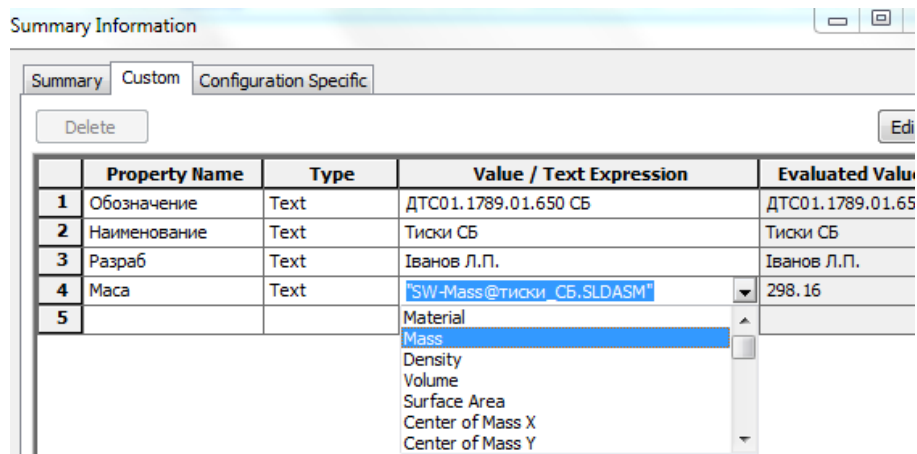 Summary Information
Summary Custom Configuration Specific
Delete Edi
Property Name Type Value / Text Expression Evaluated Value
1 Обозначение Text ДТС01.1789.01.650 СБ ДТС01.1789.01.65
2 Наименование Text Тиски СБ Тиски СБ
3 Разраб Text Іванов Л.П. Іванов Л.П.
4 Маса Text "SW-Mass@тиски_СБ.SLDASM" 298.16
5 Material
Mass
Density
Volume
Surface Area
Center of Mass X
Center of Mass Y